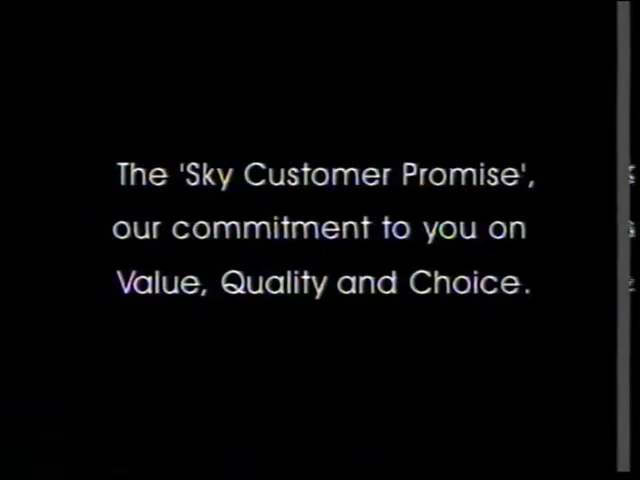 The 'Sky Customer Promise',
our commitment to you on
Value, Quality and Choice.